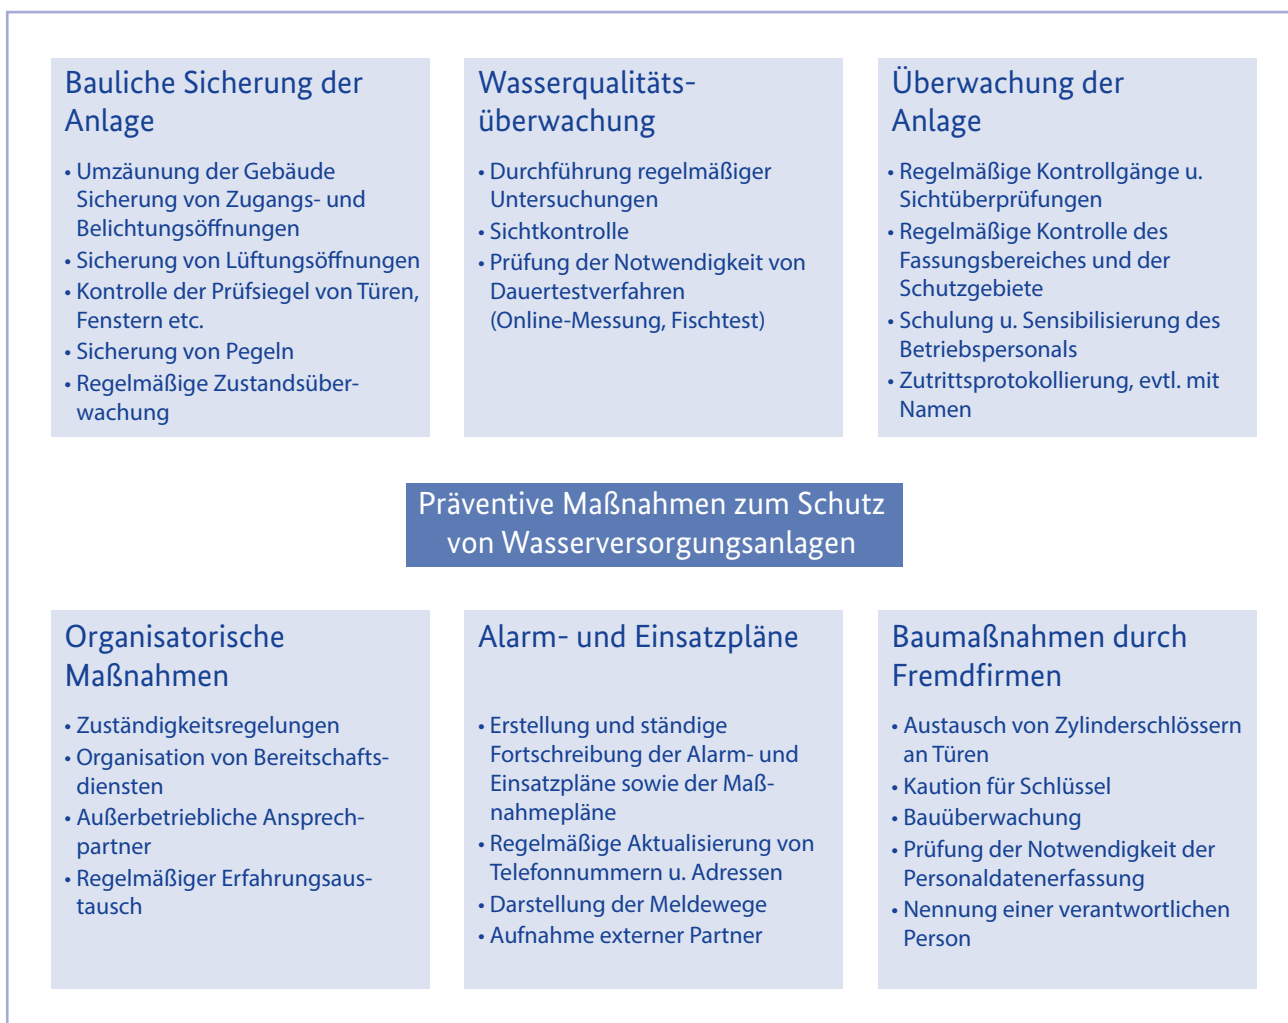 Bauliche Sicherung der
Anlage
• Umzäunung der Gebäude
Sicherung von Zugangs- und
Belichtungsöffnungen
• Sicherung von Lüftungsöffnungen
• Kontrolle der Prüfsiegel von Türen,
Fenstern etc.
• Sicherung von Pegeln
• Regelmäßige Zustandsüber-
wachung
Wasserqualitäts-
überwachung
• Durchführung regelmäßiger
Untersuchungen
• Sichtkontrolle
• Prüfung der Notwendigkeit von
Dauertestverfahren
(Online-Messung, Fischtest)
Überwachung der
Anlage
• Regelmäßige Kontrollgänge u.
Sichtüberprüfungen
• Regelmäßige Kontrolle des
Fassungsbereiches und der
Schutzgebiete
• Schulung u. Sensibilisierung des
Betriebspersonals
• Zutrittsprotokollierung, evtl. mit
Namen
Präventive Maßnahmen zum Schutz
von Wasserversorgungsanlagen
Organisatorische
Maßnahmen
• Zuständigkeitsregelungen
• Organisation von Bereitschafts-
diensten
• Außerbetriebliche Ansprech-
partner
• Regelmäßiger Erfahrungsaus-
tausch
Alarm- und Einsatzpläne
• Erstellung und ständige
Fortschreibung der Alarm- und
Einsatzpläne sowie der Maß-
nahmepläne
• Regelmäßige Aktualisierung von
Telefonnummern u. Adressen
• Darstellung der Meldewege
• Aufnahme externer Partner
Baumaßnahmen durch
Fremdfirmen
• Austausch von Zylinderschlössern
an Türen
• Kaution für Schlüssel
• Bauüberwachung
• Prüfung der Notwendigkeit der
Personaldatenerfassung
• Nennung einer verantwortlichen
Person